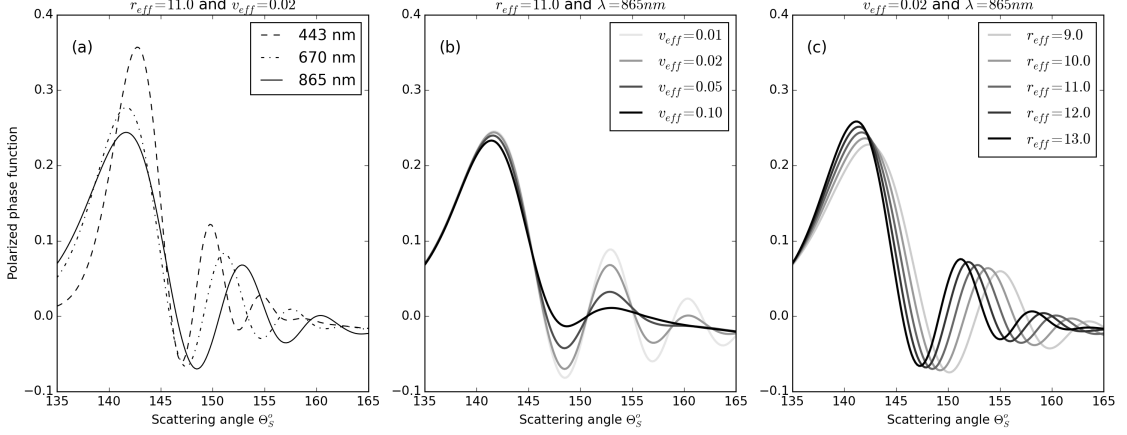 r_eff=11.0 and v_eff=0.02
(a)
443 nm
670 nm
865 nm
Polarized phase function
0.4
0.3
0.2
0.1
0.0
−0.1
135 140 145 150 155 160 165
Scattering angle Θ_S^o
r_eff=11.0 and λ=865nm
(b)
v_eff=0.01
v_eff=0.02
v_eff=0.05
v_eff=0.10
0.4
0.3
0.2
0.1
0.0
−0.1
135 140 145 150 155 160 165
Scattering angle Θ_S^o
v_eff=0.02 and λ=865nm
(c)
r_eff=9.0
r_eff=10.0
r_eff=11.0
r_eff=12.0
r_eff=13.0
0.4
0.3
0.2
0.1
0.0
−0.1
135 140 145 150 155 160 165
Scattering angle Θ_S^o